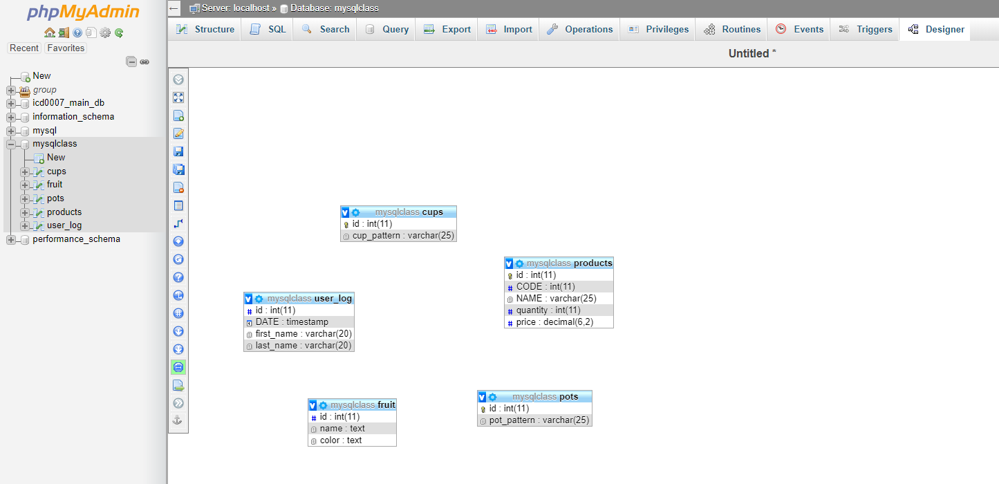 phpMyAdmin
Recent Favorites
New
group
icd0007_main_db
information_schema
mysql
mysqlclass
New
cups
fruit
pots
products
user_log
performance_schema
Server: localhost » Database: mysqlclass
Structure SQL Search Query Export Import Operations Privileges Routines Events Triggers Designer
Untitled *
mysqlclass cups
id : int(11)
cup_pattern : varchar(25)
mysqlclass products
id : int(11)
CODE : int(11)
NAME : varchar(25)
quantity : int(11)
price : decimal(6,2)
mysqlclass user_log
id : int(11)
DATE : timestamp
first_name : varchar(20)
last_name : varchar(20)
mysqlclass pots
id : int(11)
pot_pattern : varchar(25)
mysqlclass fruit
id : int(11)
name : text
color : text